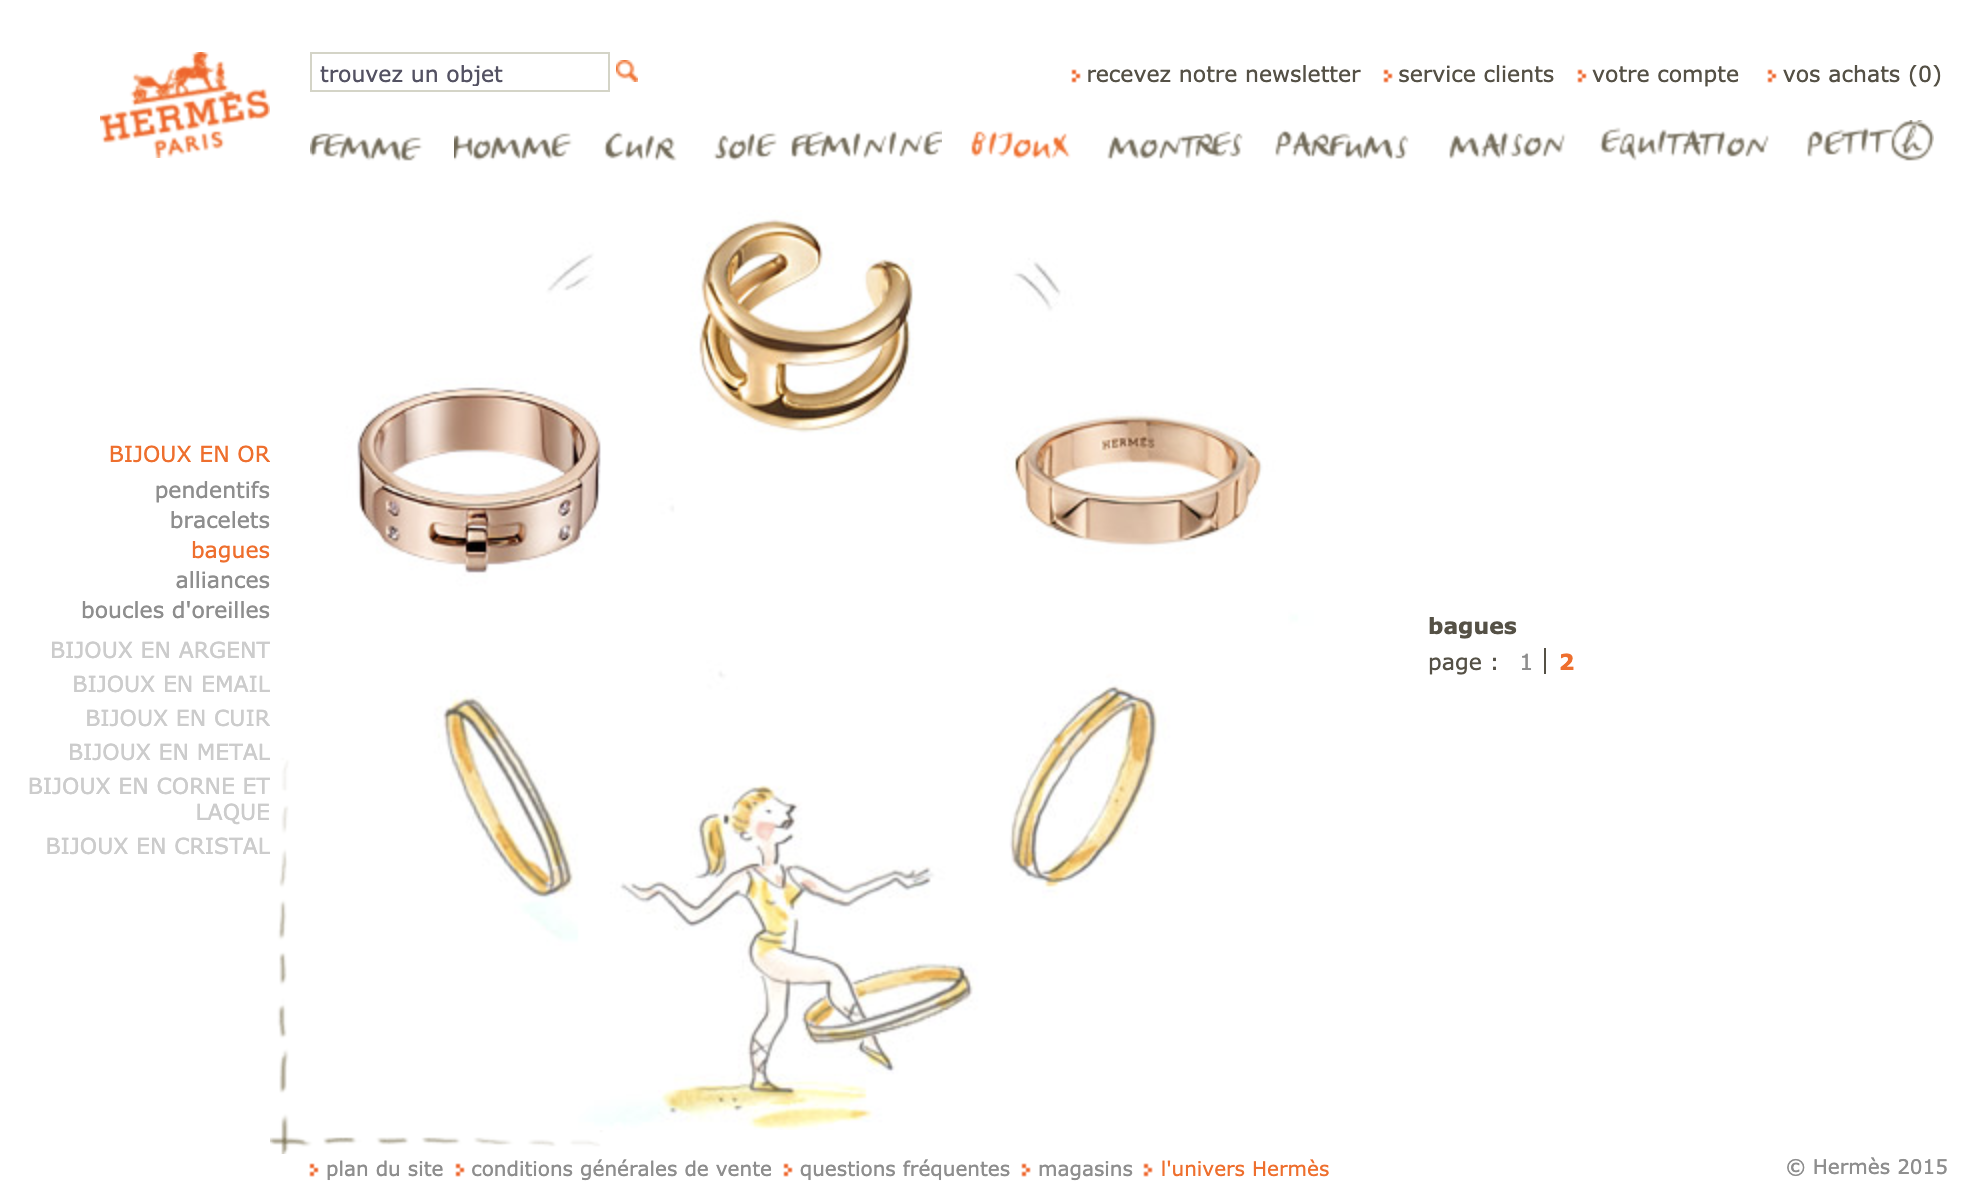 HERMÈS
PARIS
trouvez un objet
recevez notre newsletter service clients votre compte vos achats (0)
FEMME HOMME CUIR SOIE FEMININE BIJOUX MONTRES PARFUMS MAISON EQUITATION PETIT h
HERMÈS
BIJOUX EN OR
pendentifs
bracelets
bagues
alliances
boucles d'oreilles
BIJOUX EN ARGENT
BIJOUX EN EMAIL
BIJOUX EN CUIR
BIJOUX EN METAL
BIJOUX EN CORNE ET
LAQUE
BIJOUX EN CRISTAL
bagues
page : 1 | 2
plan du site conditions générales de vente questions fréquentes magasins l'univers Hermès
© Hermès 2015